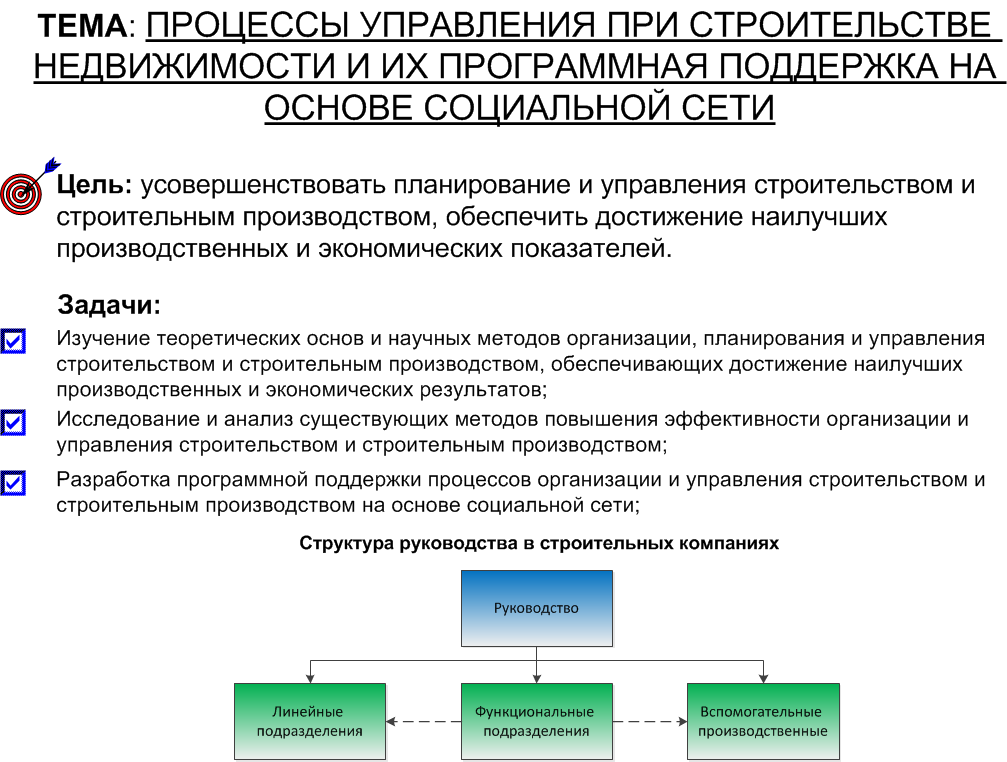 ТЕМА: ПРОЦЕССЫ УПРАВЛЕНИЯ ПРИ СТРОИТЕЛЬСТВЕ
НЕДВИЖИМОСТИ И ИХ ПРОГРАММНАЯ ПОДДЕРЖКА НА
ОСНОВЕ СОЦИАЛЬНОЙ СЕТИ
Цель: усовершенствовать планирование и управления строительством и
строительным производством, обеспечить достижение наилучших
производственных и экономических показателей.
Задачи:
Изучение теоретических основ и научных методов организации, планирования и управления
строительством и строительным производством, обеспечивающих достижение наилучших
производственных и экономических результатов;
Исследование и анализ существующих методов повышения эффективности организации и
управления строительством и строительным производством;
Разработка программной поддержки процессов организации и управления строительством и
строительным производством на основе социальной сети;
Структура руководства в строительных компаниях
Руководство
Линейные
подразделения
Функциональные
подразделения
Вспомогательные
производственные